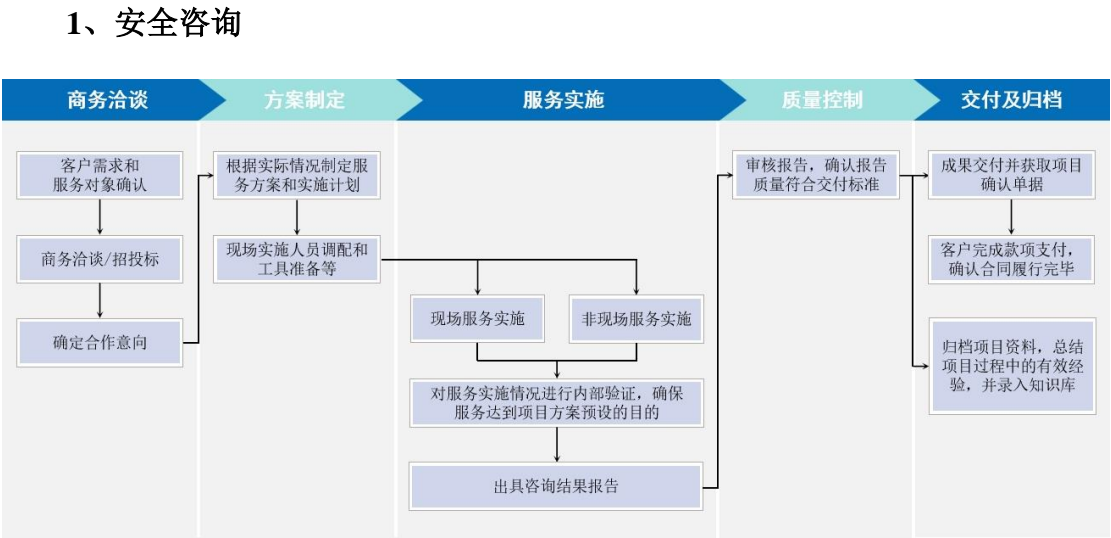 1、安全咨询
商务洽谈
方案制定
服务实施
质量控制
交付及归档
客户需求和
服务对象确认
商务洽谈/招投标
确定合作意向
根据实际情况制定服
务方案和实施计划
现场实施人员调配和
工具准备等
现场服务实施
非现场服务实施
对服务实施情况进行内部验证，确保
服务达到项目方案预设的目的
出具咨询结果报告
审核报告，确认报告
质量符合交付标准
成果交付并获取项目
确认单据
客户完成款项支付，
确认合同履行完毕
归档项目资料，总结
项目过程中的有效经
验，并录入知识库